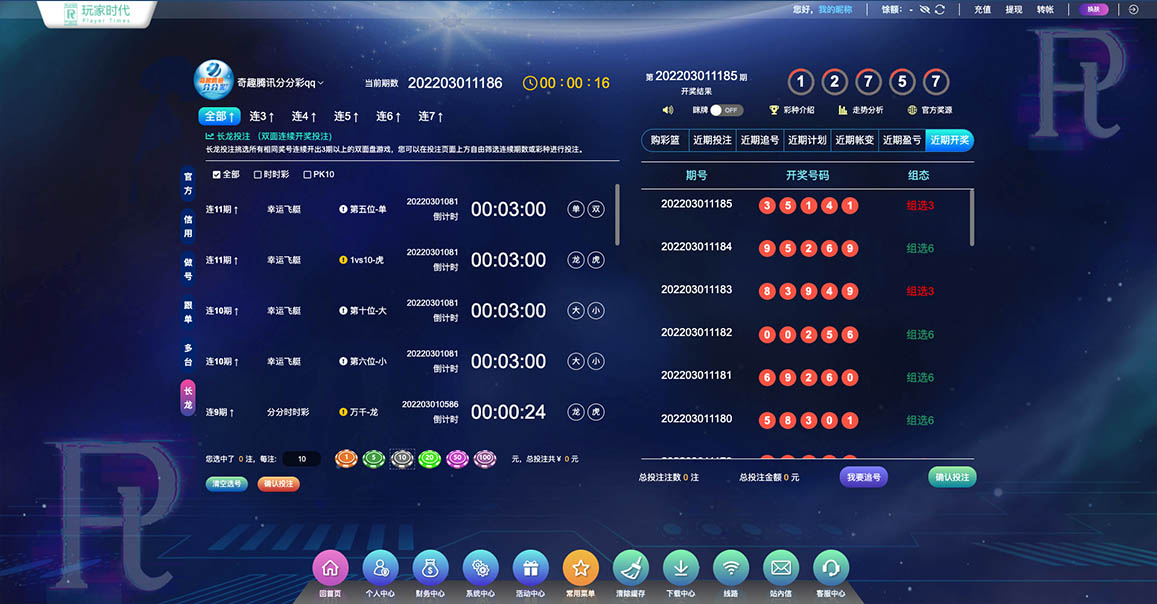 玩家时代
Player Times
您好, 我的昵称 馀额: - 充值 提现 转帐 换肤
奇趣腾讯分分彩qq 当前期数 202203011186 00 : 00 : 16
第 202203011185 期
开奖结果
1 2 7 5 7
咪牌 OFF 彩种介绍 走势分析 官方奖源
全部↑ 连3↑ 连4↑ 连5↑ 连6↑ 连7↑
长龙投注 (双面连续开奖投注)
长龙投注挑选所有相同奖号连续开出3期以上的双面盘游戏，您可以在投注页面上方自由筛选连续期数或彩种进行投注。
全部 时时彩 PK10
官方
信用
做号
跟单
多台
长龙
连11期↑ 幸运飞艇 第五位-单 20220301081 倒计时 00:03:00 单 双
连11期↑ 幸运飞艇 1vs10-虎 20220301081 倒计时 00:03:00 龙 虎
连10期↑ 幸运飞艇 第十位-大 20220301081 倒计时 00:03:00 大 小
连10期↑ 幸运飞艇 第六位-小 20220301081 倒计时 00:03:00 大 小
连9期↑ 分分时时彩 万千-龙 202203010586 倒计时 00:00:24 龙 虎
您选中了 0 注, 每注: 10 1 5 10 20 50 100 元, 总投注共¥ 0 元
清空选号 确认投注
购彩篮 近期投注 近期追号 近期计划 近期帐变 近期盈亏 近期开奖
期号 开奖号码 组态
202203011185 3 5 1 4 1 组选3
202203011184 9 5 2 6 9 组选6
202203011183 8 3 9 4 9 组选3
202203011182 0 0 2 5 6 组选6
202203011181 6 9 2 6 0 组选6
202203011180 5 8 3 0 1 组选6
总投注注数 0 注 总投注金额 0 元 我要追号 确认投注
回首页 个人中心 财务中心 系统中心 活动中心 常用菜单 清除缓存 下载中心 线路 站内信 客服中心